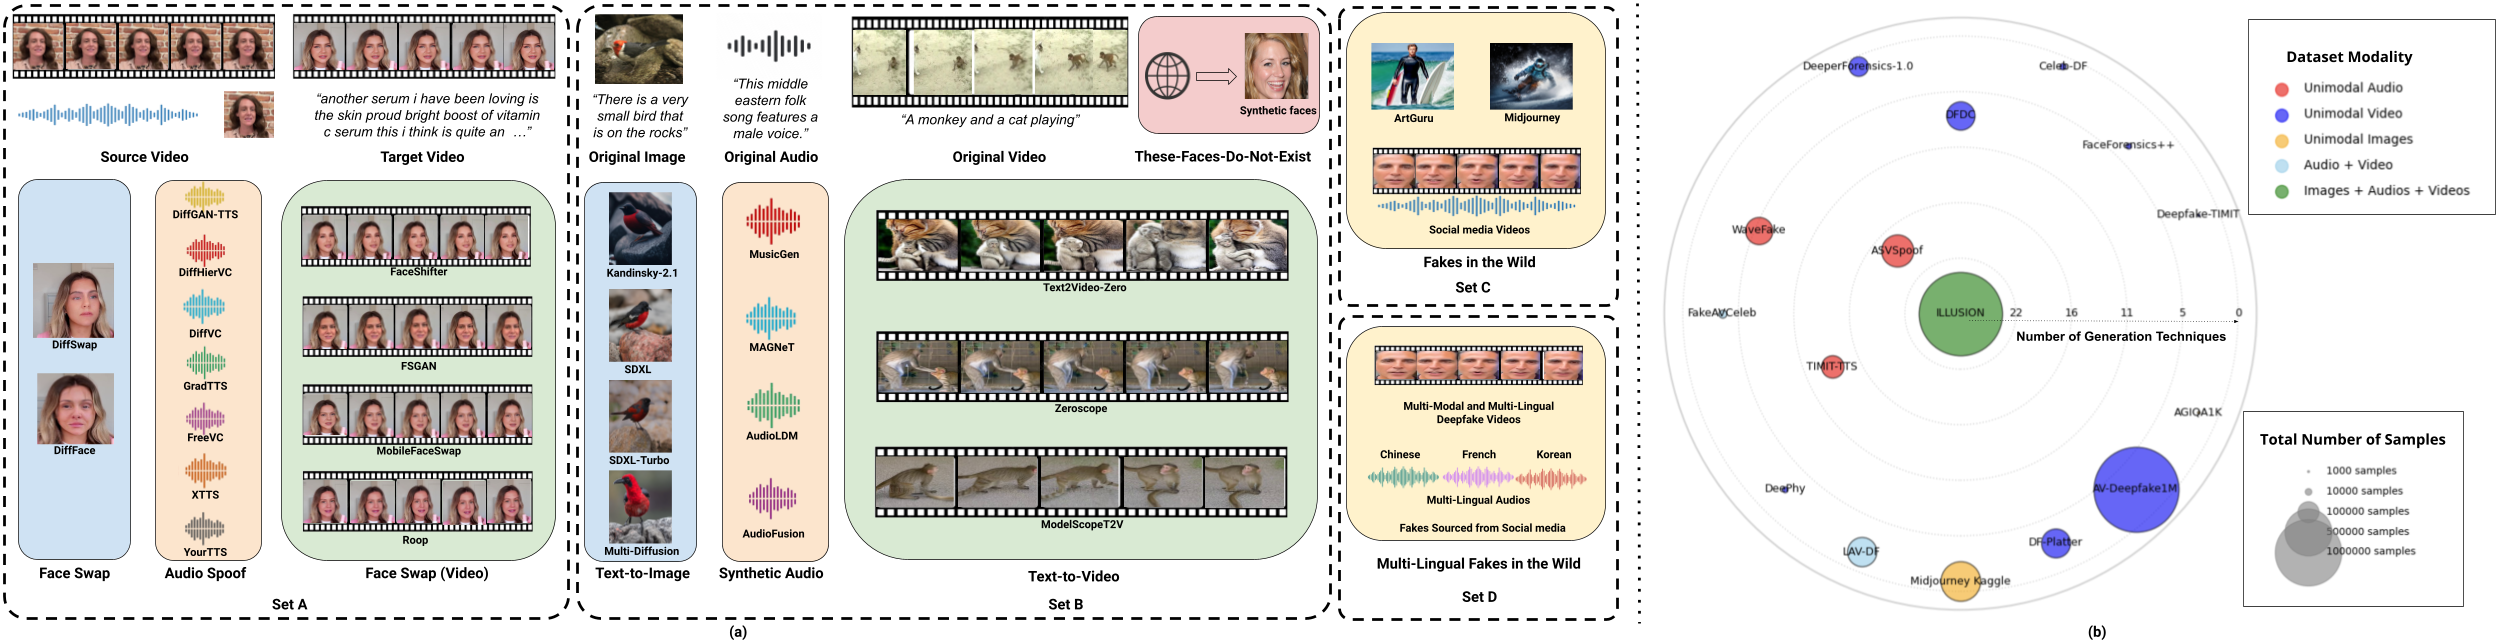 “another serum i have been loving is
the skin proud bright boost of vitamin
c serum this i think is quite an …”
Source Video
Target Video
DiffSwap
DiffFace
Face Swap
DiffGAN-TTS
DiffHierVC
DiffVC
GradTTS
FreeVC
XTTS
YourTTS
Audio Spoof
FaceShifter
FSGAN
MobileFaceSwap
Roop
Face Swap (Video)
Set A
“There is a very
small bird that
is on the rocks”
Original Image
“This middle
eastern folk
song features a
male voice.”
Original Audio
“A monkey and a cat playing”
Original Video
Synthetic faces
These-Faces-Do-Not-Exist
Kandinsky-2.1
SDXL
SDXL-Turbo
Multi-Diffusion
Text-to-Image
MusicGen
MAGNeT
AudioLDM
AudioFusion
Synthetic Audio
Text2Video-Zero
Zeroscope
ModelScopeT2V
Text-to-Video
Set B
ArtGuru
Midjourney
Social media Videos
Fakes in the Wild
Set C
Multi-Modal and Multi-Lingual
Deepfake Videos
Chinese
French
Korean
Multi-Lingual Audios
Fakes Sourced from Social media
Multi-Lingual Fakes in the Wild
Set D
(a)
DeeperForensics-1.0
Celeb-DF
DFDC
FaceForensics++
Deepfake-TIMIT
WaveFake
ASVSpoof
FakeAVCeleb
ILLUSION
22
16
11
5
0
Number of Generation Techniques
TIMIT-TTS
AGIQA1K
DeePhy
AV-Deepfake1M
LAV-DF
DF-Platter
Midjourney Kaggle
Dataset Modality
Unimodal Audio
Unimodal Video
Unimodal Images
Audio + Video
Images + Audios + Videos
Total Number of Samples
1000 samples
10000 samples
100000 samples
500000 samples
1000000 samples
(b)